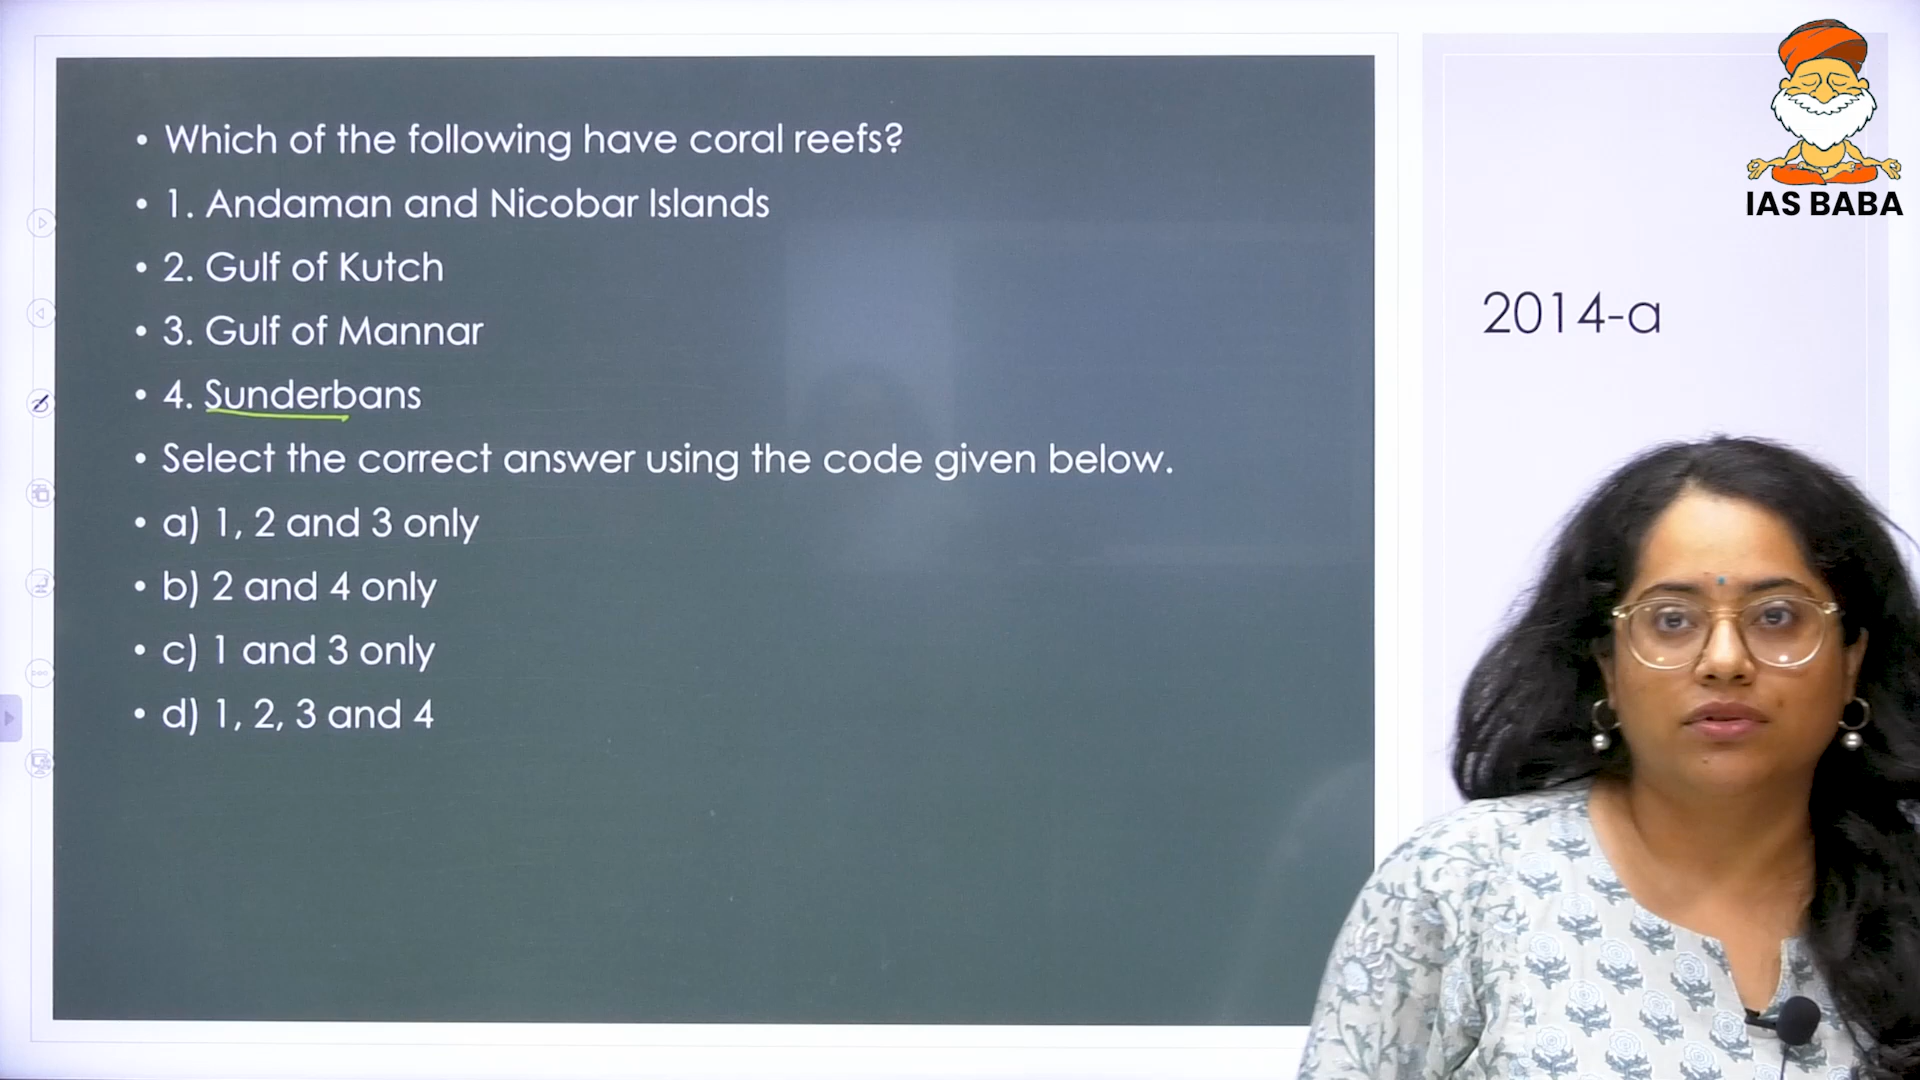 • Which of the following have coral reefs?
• 1. Andaman and Nicobar Islands
• 2. Gulf of Kutch
• 3. Gulf of Mannar
• 4. Sunderbans
• Select the correct answer using the code given below.
• a) 1, 2 and 3 only
• b) 2 and 4 only
• c) 1 and 3 only
• d) 1, 2, 3 and 4
2014-a
IAS BABA